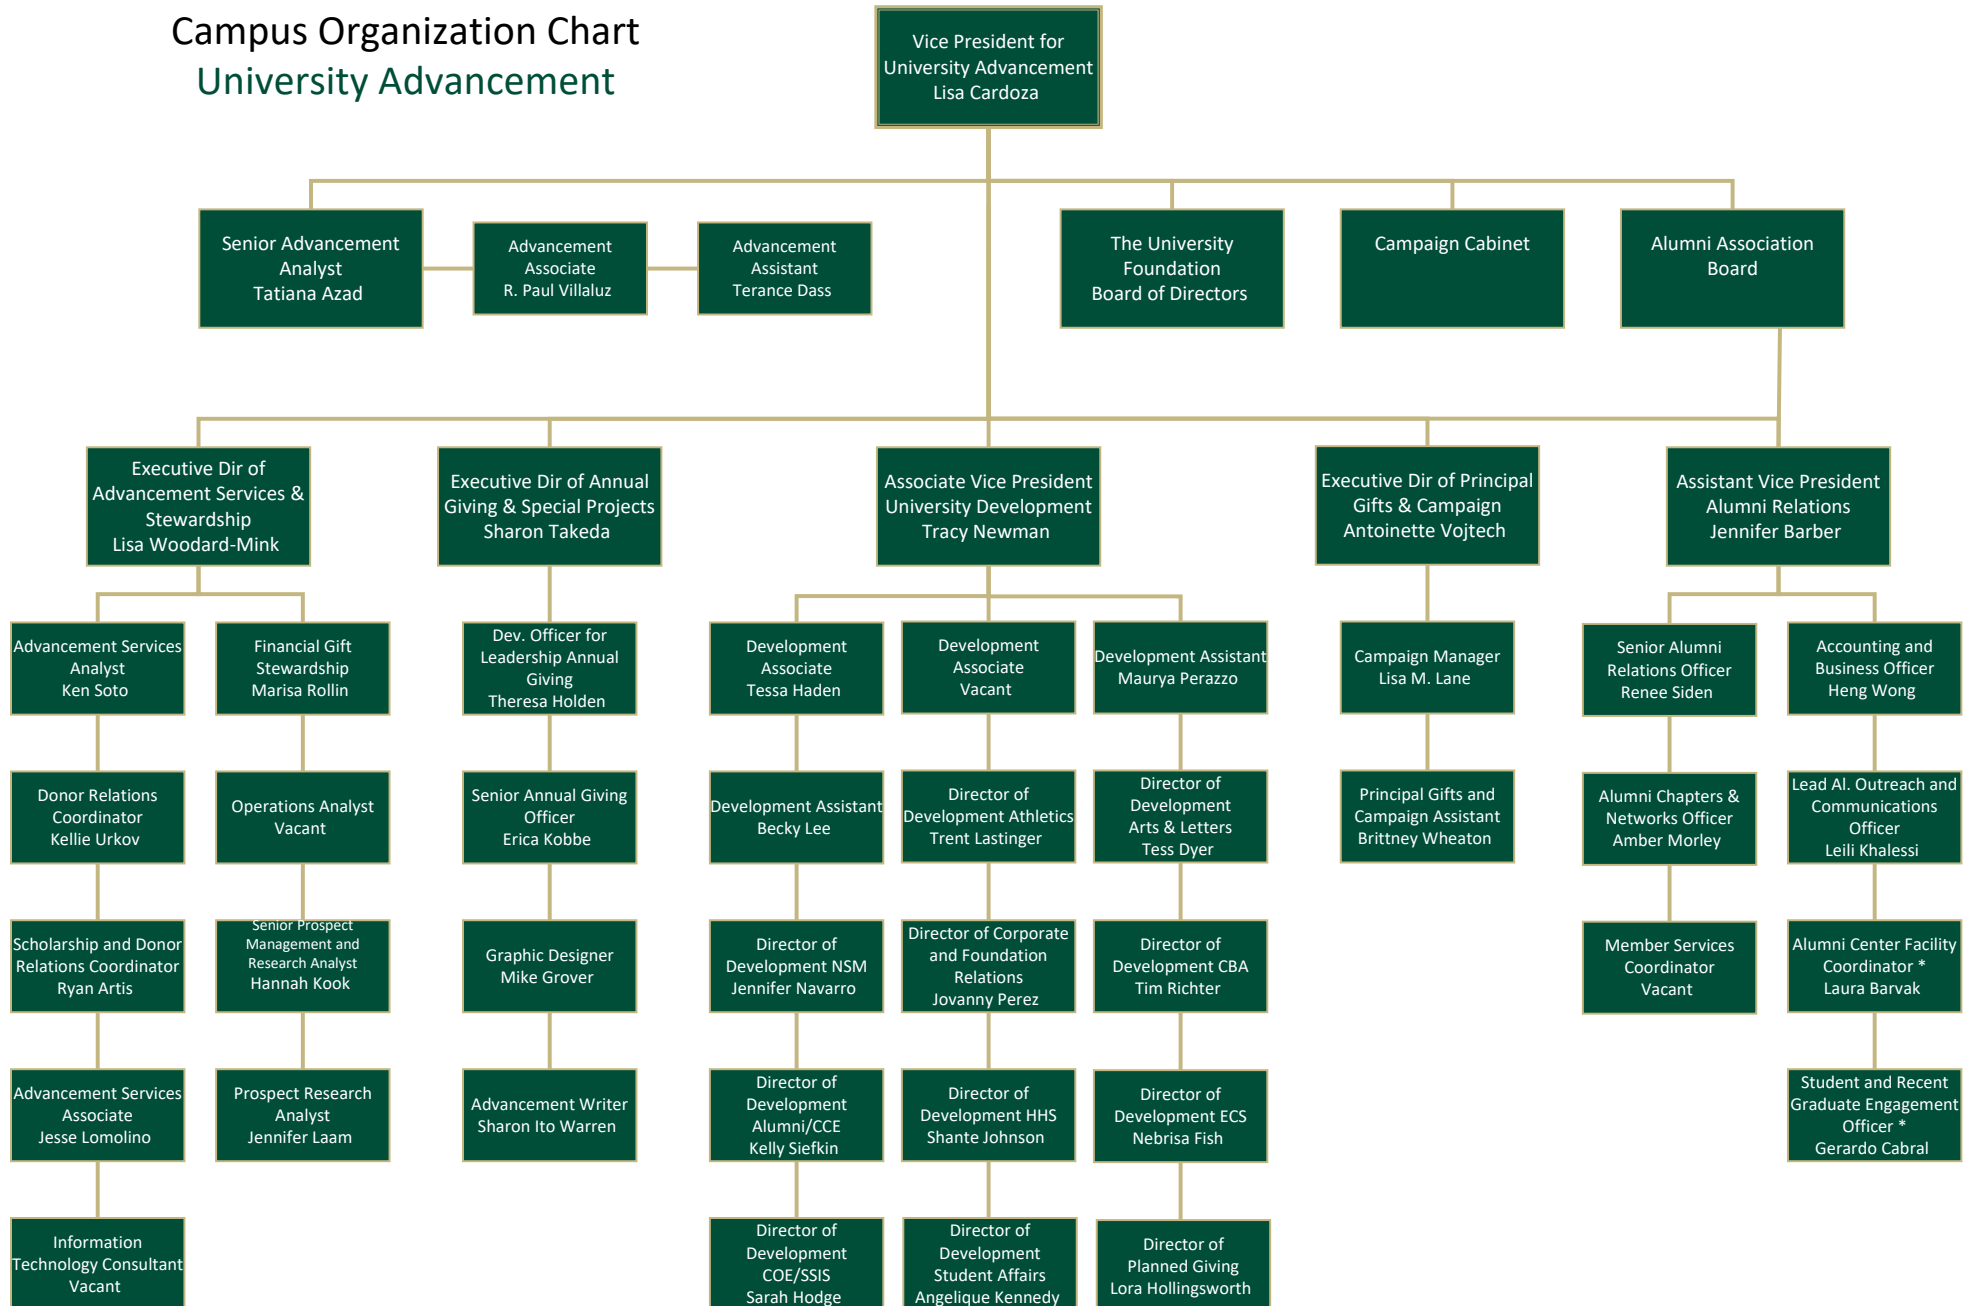 Campus Organization Chart
University Advancement
Vice President for
University Advancement
Lisa Cardoza
Senior Advancement
Analyst
Tatiana Azad
Advancement
Associate
R. Paul Villaluz
Advancement
Assistant
Terance Dass
The University
Foundation
Board of Directors
Campaign Cabinet
Alumni Association
Board
Executive Dir of
Advancement Services &
Stewardship
Lisa Woodard-Mink
Executive Dir of Annual
Giving & Special Projects
Sharon Takeda
Associate Vice President
University Development
Tracy Newman
Executive Dir of Principal
Gifts & Campaign
Antoinette Vojtech
Assistant Vice President
Alumni Relations
Jennifer Barber
Advancement Services
Analyst
Ken Soto
Financial Gift
Stewardship
Marisa Rollin
Dev. Officer for
Leadership Annual
Giving
Theresa Holden
Development
Associate
Tessa Haden
Development
Associate
Vacant
Development Assistant
Maurya Perazzo
Campaign Manager
Lisa M. Lane
Senior Alumni
Relations Officer
Renee Siden
Accounting and
Business Officer
Heng Wong
Donor Relations
Coordinator
Kellie Urkov
Operations Analyst
Vacant
Senior Annual Giving
Officer
Erica Kobbe
Development Assistant
Becky Lee
Director of
Development Athletics
Trent Lastinger
Director of
Development
Arts & Letters
Tess Dyer
Principal Gifts and
Campaign Assistant
Brittney Wheaton
Alumni Chapters &
Networks Officer
Amber Morley
Lead Al. Outreach and
Communications
Officer
Leili Khalessi
Scholarship and Donor
Relations Coordinator
Ryan Artis
Senior Prospect
Management and
Research Analyst
Hannah Kook
Graphic Designer
Mike Grover
Director of
Development NSM
Jennifer Navarro
Director of Corporate
and Foundation
Relations
Jovanny Perez
Director of
Development CBA
Tim Richter
Member Services
Coordinator
Vacant
Alumni Center Facility
Coordinator *
Laura Barvak
Advancement Services
Associate
Jesse Lomolino
Prospect Research
Analyst
Jennifer Laam
Advancement Writer
Sharon Ito Warren
Director of
Development
Alumni/CCE
Kelly Siefkin
Director of
Development HHS
Shante Johnson
Director of
Development ECS
Nebrisa Fish
Student and Recent
Graduate Engagement
Officer *
Gerardo Cabral
Information
Technology Consultant
Vacant
Director of
Development
COE/SSIS
Sarah Hodge
Director of
Development
Student Affairs
Angelique Kennedy
Director of
Planned Giving
Lora Hollingsworth